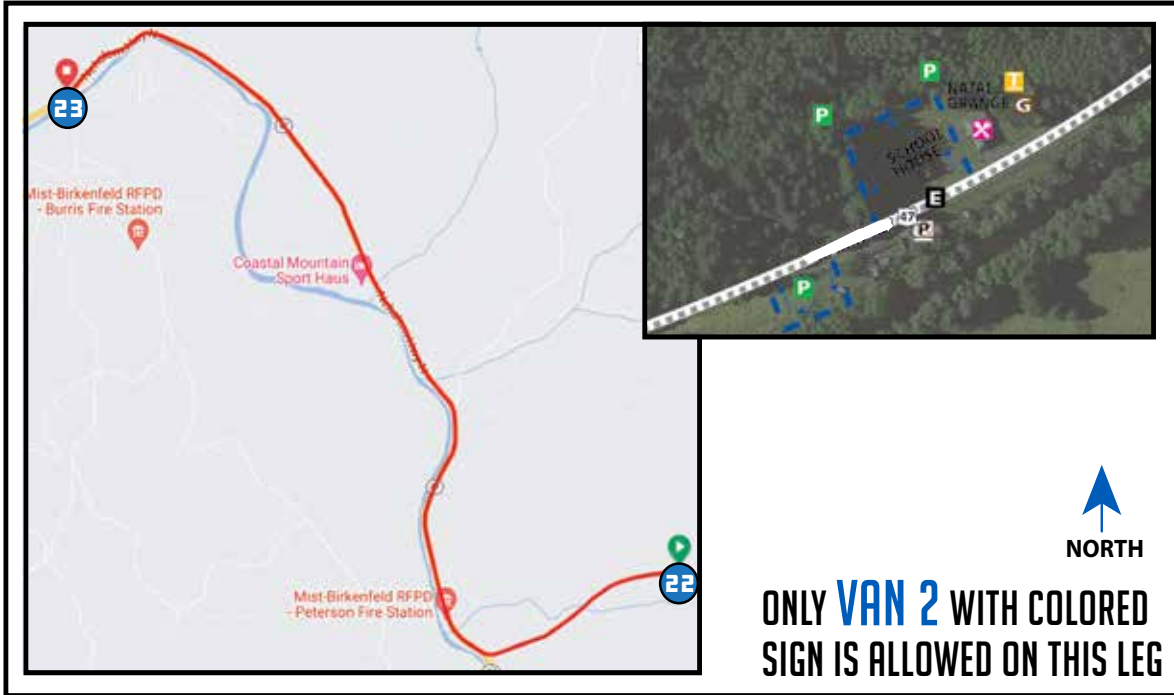 23
Mist-Birkenfeld RFPD
- Burris Fire Station
Coastal Mountain
Sport Haus
Mist-Birkenfeld RFPD
- Peterson Fire Station
22
P
P
NATAL
GRANGE
T
G
SCHOOL
HOUSE
E
47
P
P
NORTH
ONLY VAN 2 WITH COLORED
SIGN IS ALLOWED ON THIS LEG